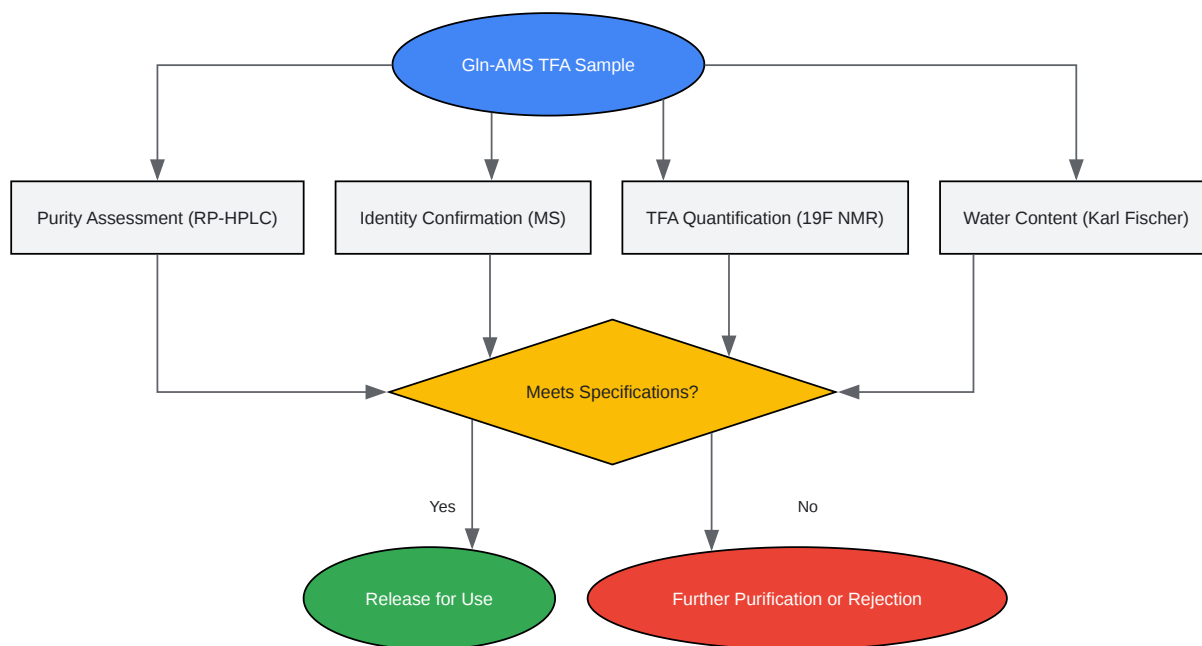 Gln-AMS TFA Sample
Purity Assessment (RP-HPLC)
Identity Confirmation (MS)
TFA Quantification (19F NMR)
Water Content (Karl Fischer)
Meets Specifications?
Yes
No
Release for Use
Further Purification or Rejection